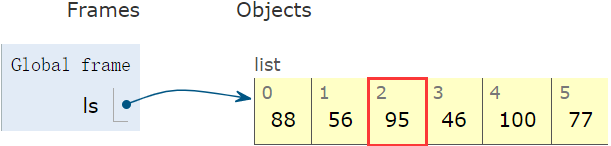 Frames Objects
Global frame
ls
list
0 1 2 3 4 5
88 56 95 46 100 77